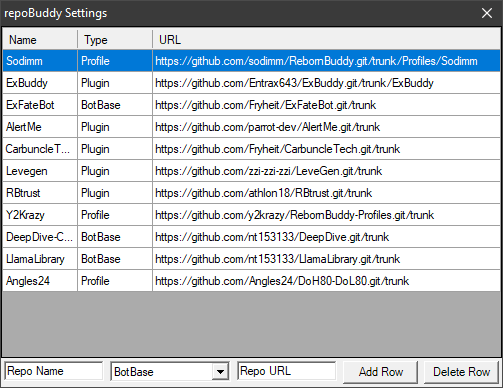 repoBuddy Settings
Name Type URL
Sodimm Profile https://github.com/sodimm/RebornBuddy.git/trunk/Profiles/Sodimm
ExBuddy Plugin https://github.com/Entrax643/ExBuddy.git/trunk/ExBuddy
ExFateBot BotBase https://github.com/Fryheit/ExFateBot.git/trunk
AlertMe Plugin https://github.com/parrot-dev/AlertMe.git/trunk
CarbuncleT... Plugin https://github.com/Fryheit/CarbuncleTech.git/trunk
Levegen Plugin https://github.com/zzi-zzi-zzi/LeveGen.git/trunk
RBtrust Plugin https://github.com/athlon18/RBtrust.git/trunk
Y2Krazy Profile https://github.com/y2krazy/RebornBuddy-Profiles.git/trunk
DeepDive-C... BotBase https://github.com/nt153133/DeepDive.git/trunk
LlamaLibrary BotBase https://github.com/nt153133/LlamaLibrary.git/trunk
Angles24 Profile https://github.com/Angles24/DoH80-DoL80.git/trunk
Repo Name BotBase Repo URL Add Row Delete Row